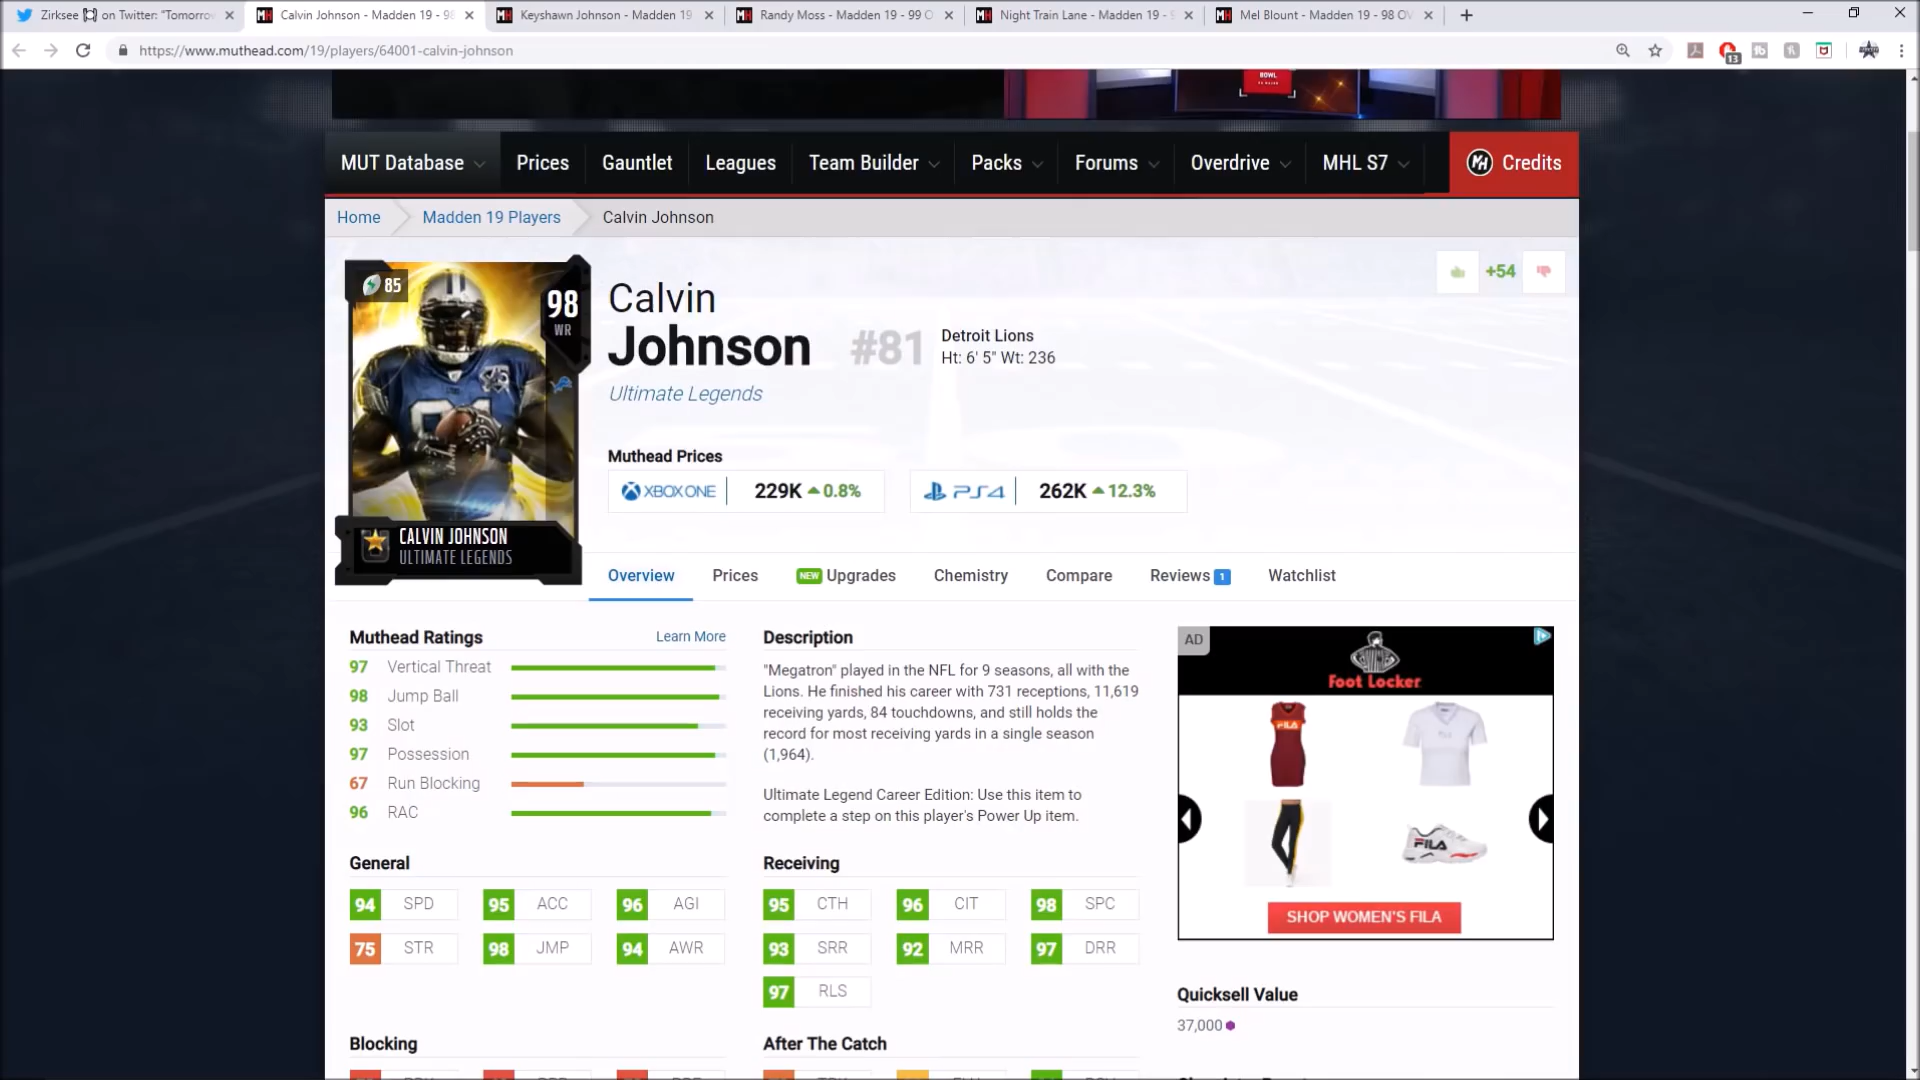 Zirksee on Twitter: "Tomorrow
Calvin Johnson - Madden 19 - 98
Keyshawn Johnson - Madden 19
Randy Moss - Madden 19 - 99 O
Night Train Lane - Madden 19 - 9
Mel Blount - Madden 19 - 98 OV
https://www.muthead.com/19/players/64001-calvin-johnson
13
BOWL
MUT Database
Prices
Gauntlet
Leagues
Team Builder
Packs
Forums
Overdrive
MHL S7
Credits
Home
Madden 19 Players
Calvin Johnson
85
98
WR
CALVIN JOHNSON
ULTIMATE LEGENDS
Calvin
Johnson #81
Detroit Lions
Ht: 6' 5" Wt: 236
Ultimate Legends
+54
Muthead Prices
XBOX ONE 229K 0.8%
PS4 262K 12.3%
Overview
Prices
NEW Upgrades
Chemistry
Compare
Reviews 1
Watchlist
Muthead Ratings Learn More
97 Vertical Threat
98 Jump Ball
93 Slot
97 Possession
67 Run Blocking
96 RAC
Description
"Megatron" played in the NFL for 9 seasons, all with the
Lions. He finished his career with 731 receptions, 11,619
receiving yards, 84 touchdowns, and still holds the
record for most receiving yards in a single season
(1,964).
Ultimate Legend Career Edition: Use this item to
complete a step on this player's Power Up item.
AD
Foot Locker
FILA
FILA
SHOP WOMEN'S FILA
General
94 SPD 95 ACC 96 AGI
75 STR 98 JMP 94 AWR
Receiving
95 CTH 96 CIT 98 SPC
93 SRR 92 MRR 97 DRR
97 RLS
Quicksell Value
37,000
Blocking
After The Catch